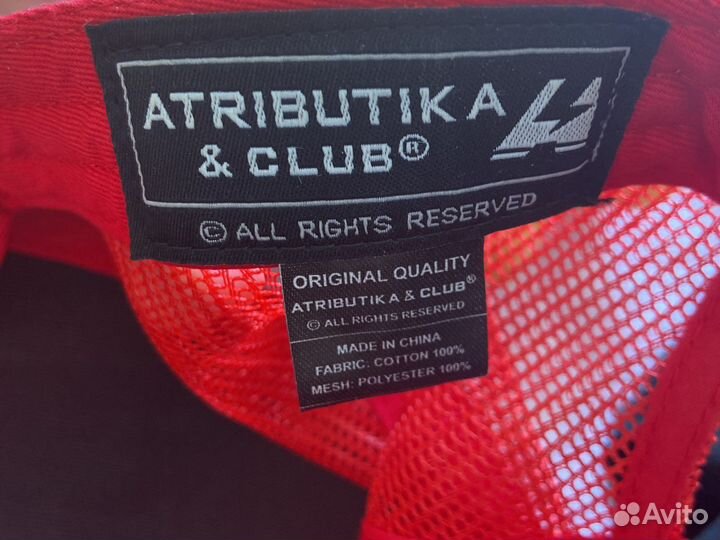 ATRIBUTIKA
& CLUB®
© ALL RIGHTS RESERVED
ORIGINAL QUALITY
ATRIBUTIKA & CLUB®
© ALL RIGHTS RESERVED
MADE IN CHINA
FABRIC: COTTON 100%
MESH: POLYESTER 100%
Avito